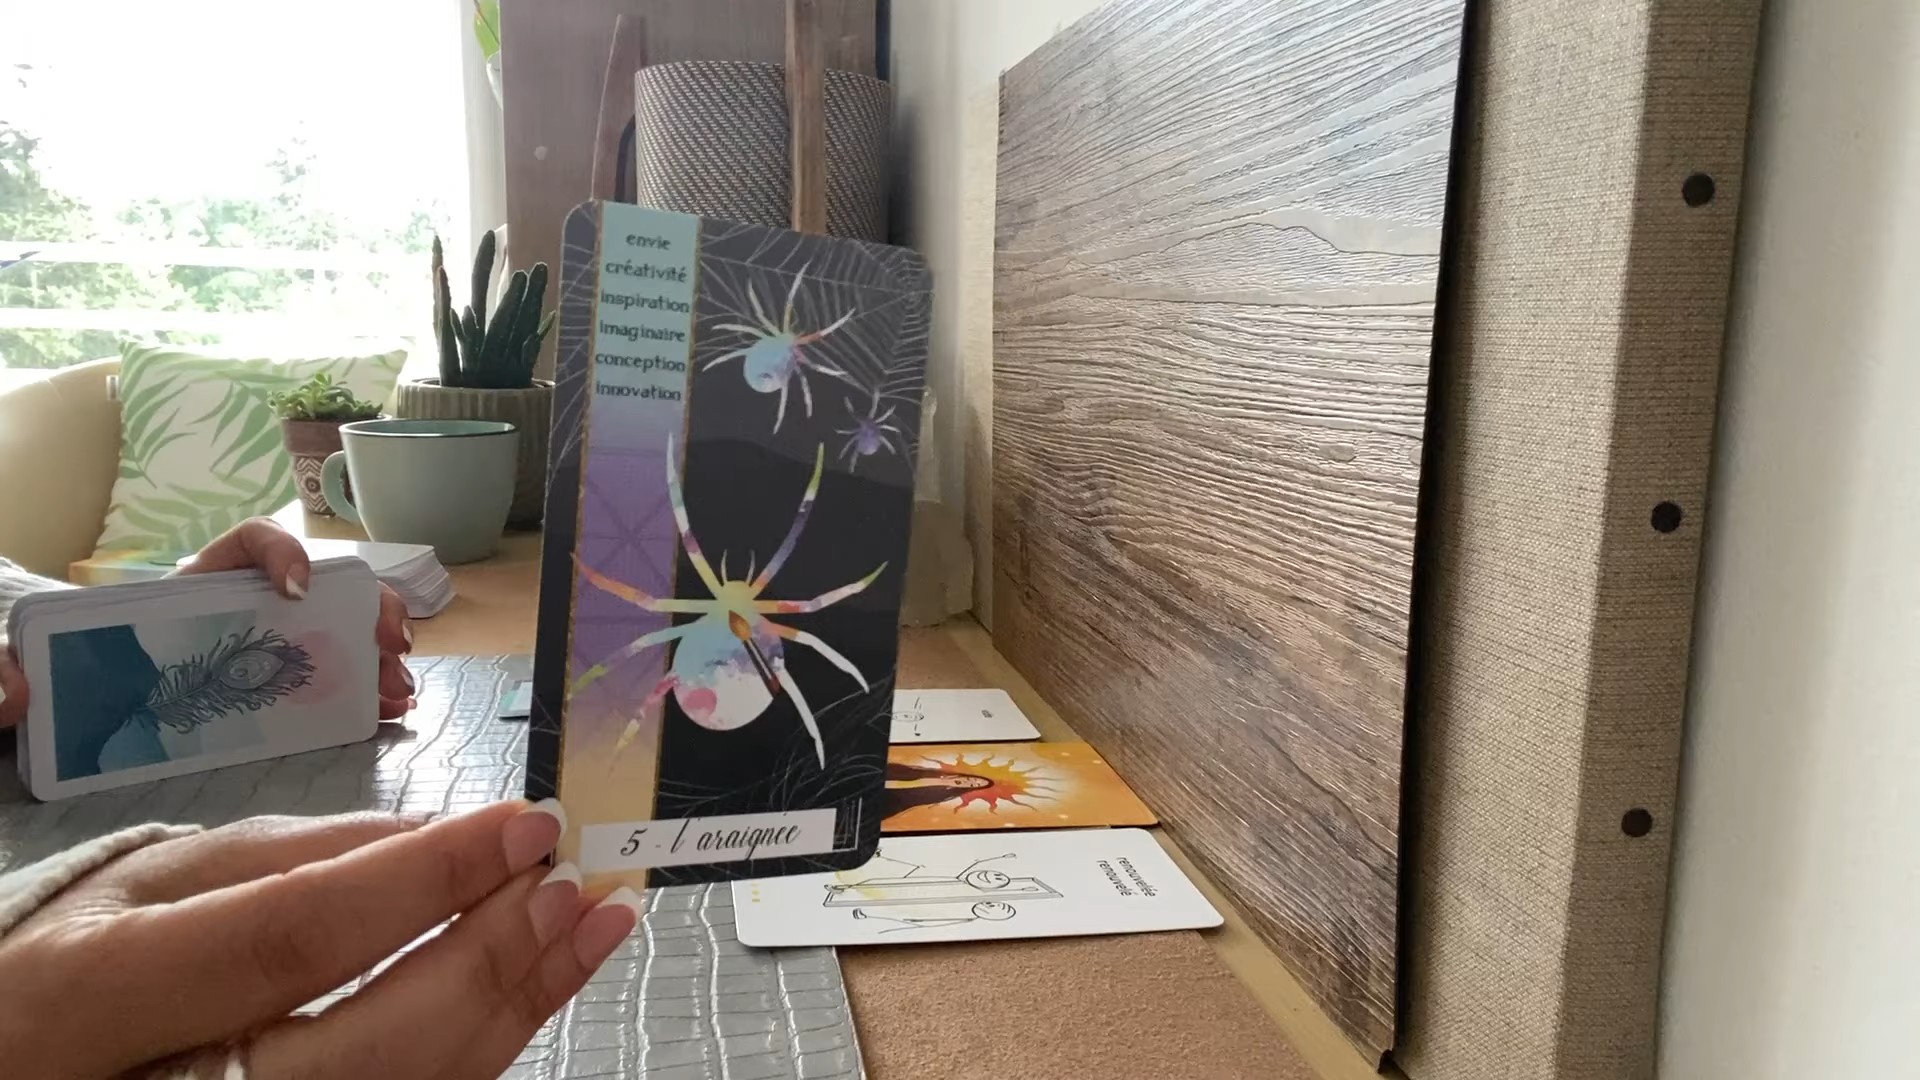 envie
créativité
inspiration
imaginaire
conception
innovation
5 - l'araignée
renouvelée
renouvelé